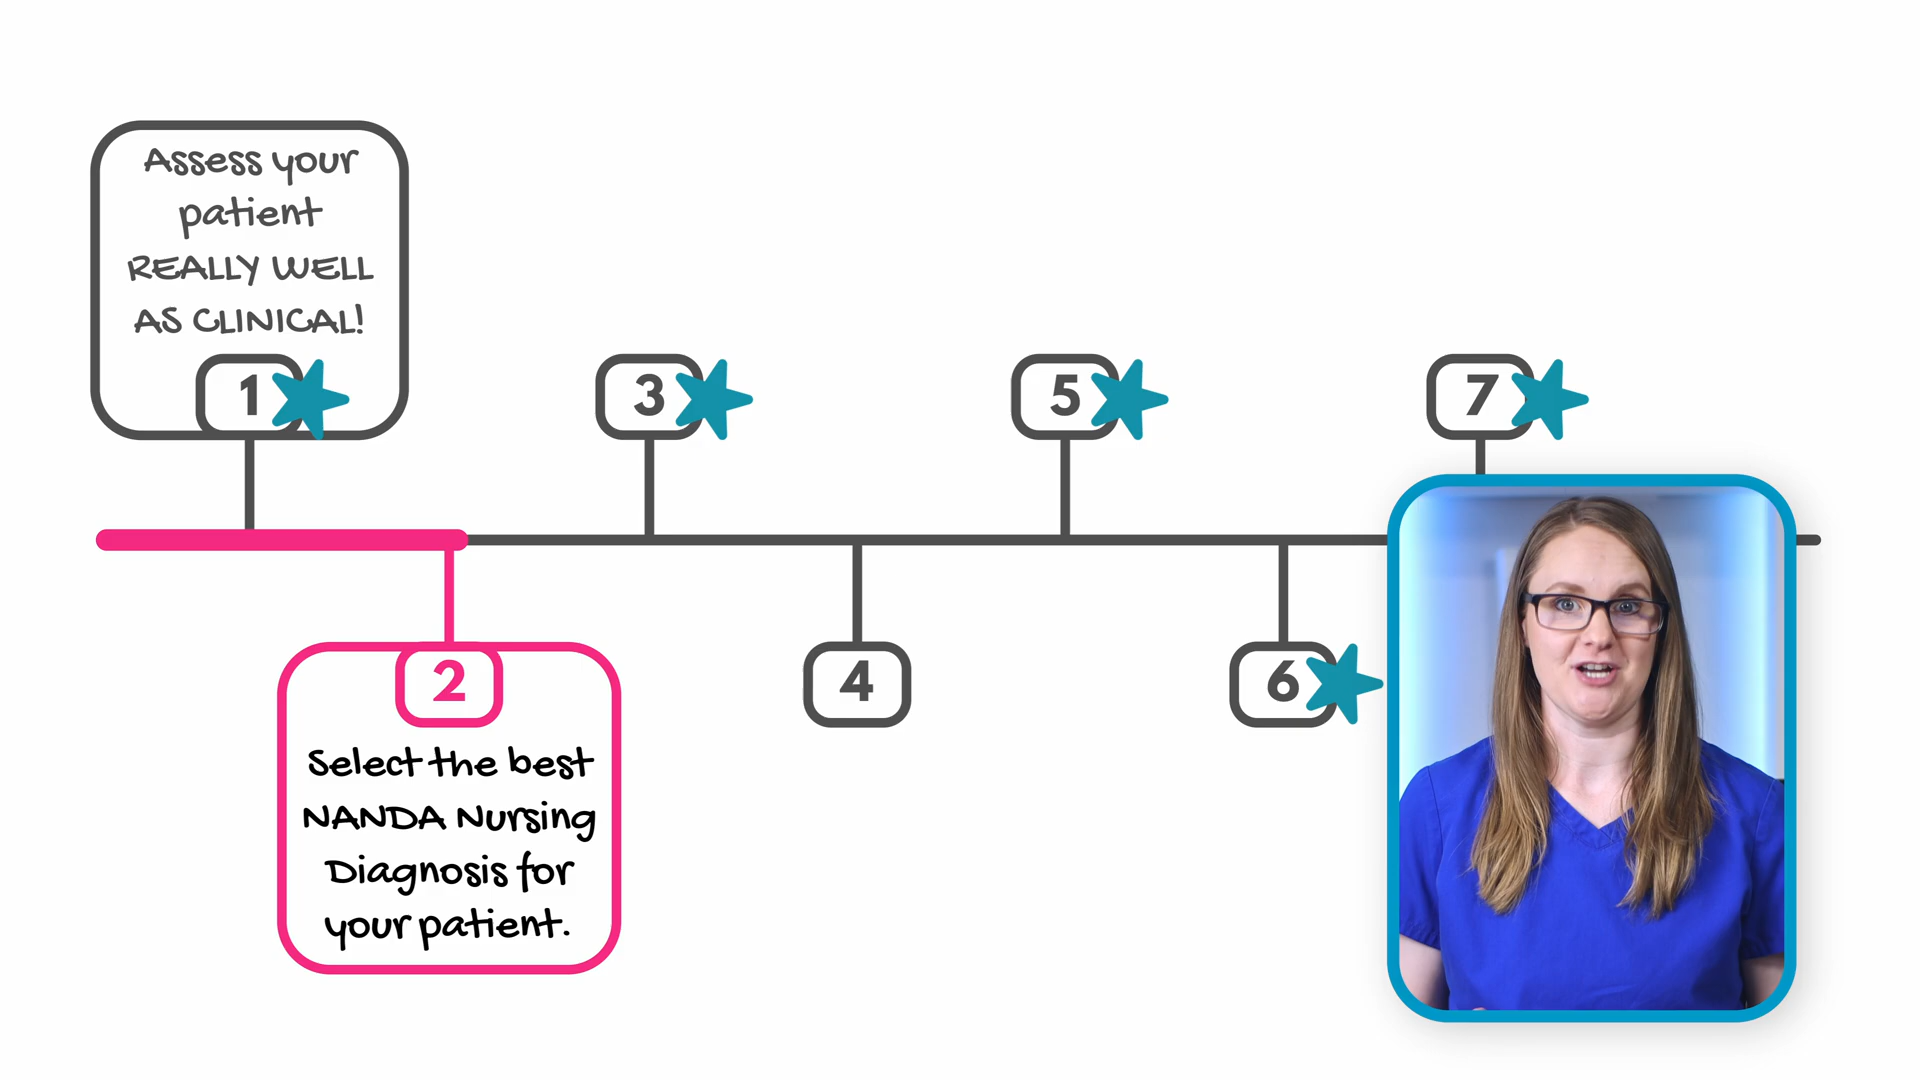 Assess your
patient
REALLY WELL
AS CLINICAL!
1
3
5
7
2
4
6
Select the best
NANDA Nursing
Diagnosis for
your patient.